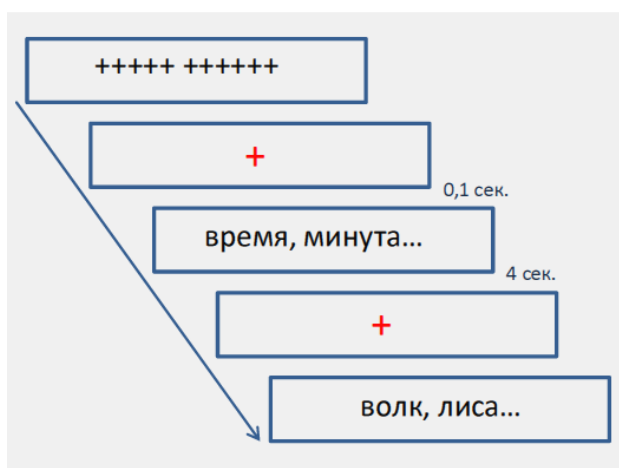 +++++ ++++++
+
0,1 сек.
время, минута...
4 сек.
+
волк, лиса...